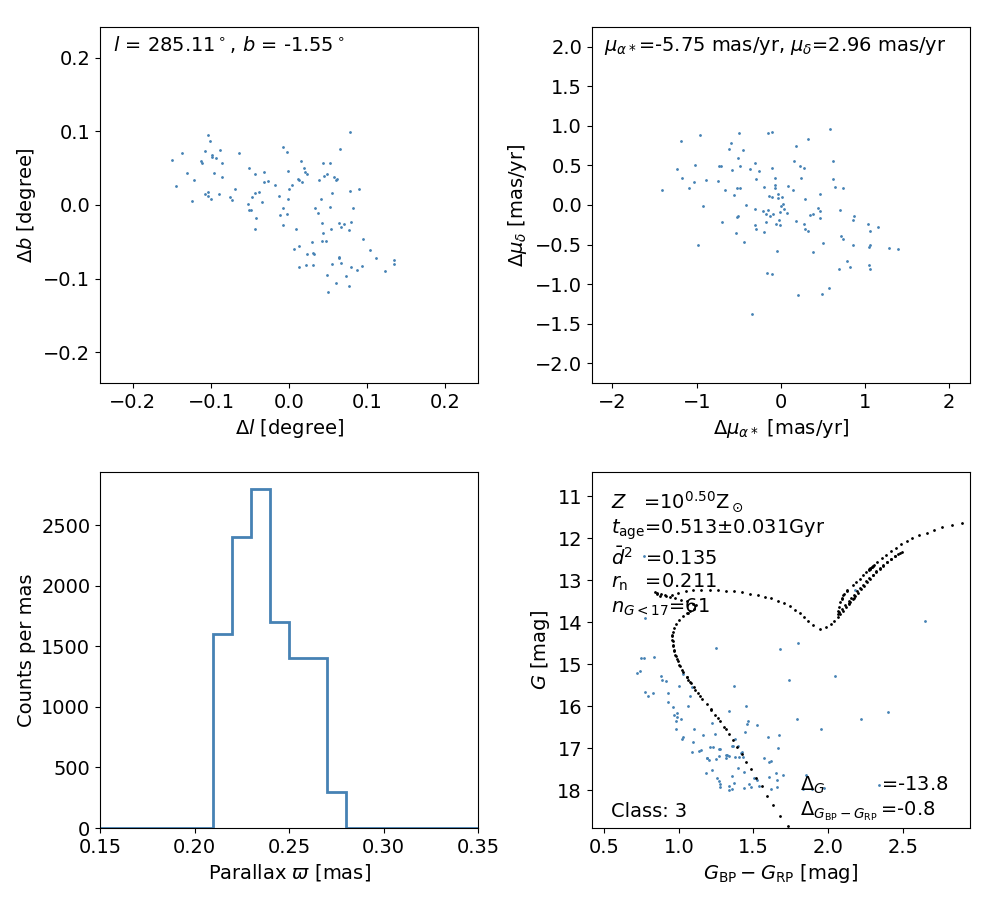 l = 285.11°, b = -1.55°
0.2
0.1
0.0
−0.1
−0.2
Δb [degree]
−0.2 −0.1 0.0 0.1 0.2
Δl [degree]
μα*=-5.75 mas/yr, μδ=2.96 mas/yr
2.0
1.5
1.0
0.5
0.0
−0.5
−1.0
−1.5
−2.0
Δμδ [mas/yr]
−2 −1 0 1 2
Δμα* [mas/yr]
2500
2000
1500
1000
500
0
Counts per mas
0.15 0.20 0.25 0.30 0.35
Parallax ϖ [mas]
Z =10^0.50 Z⊙
t_age=0.513±0.031Gyr
d̄² =0.135
r_n =0.211
n_G<17=61
11
12
13
14
15
16
17
18
G [mag]
Δ_G =-13.8
Δ_GBP−GRP =-0.8
Class: 3
0.5 1.0 1.5 2.0 2.5
G_BP − G_RP [mag]